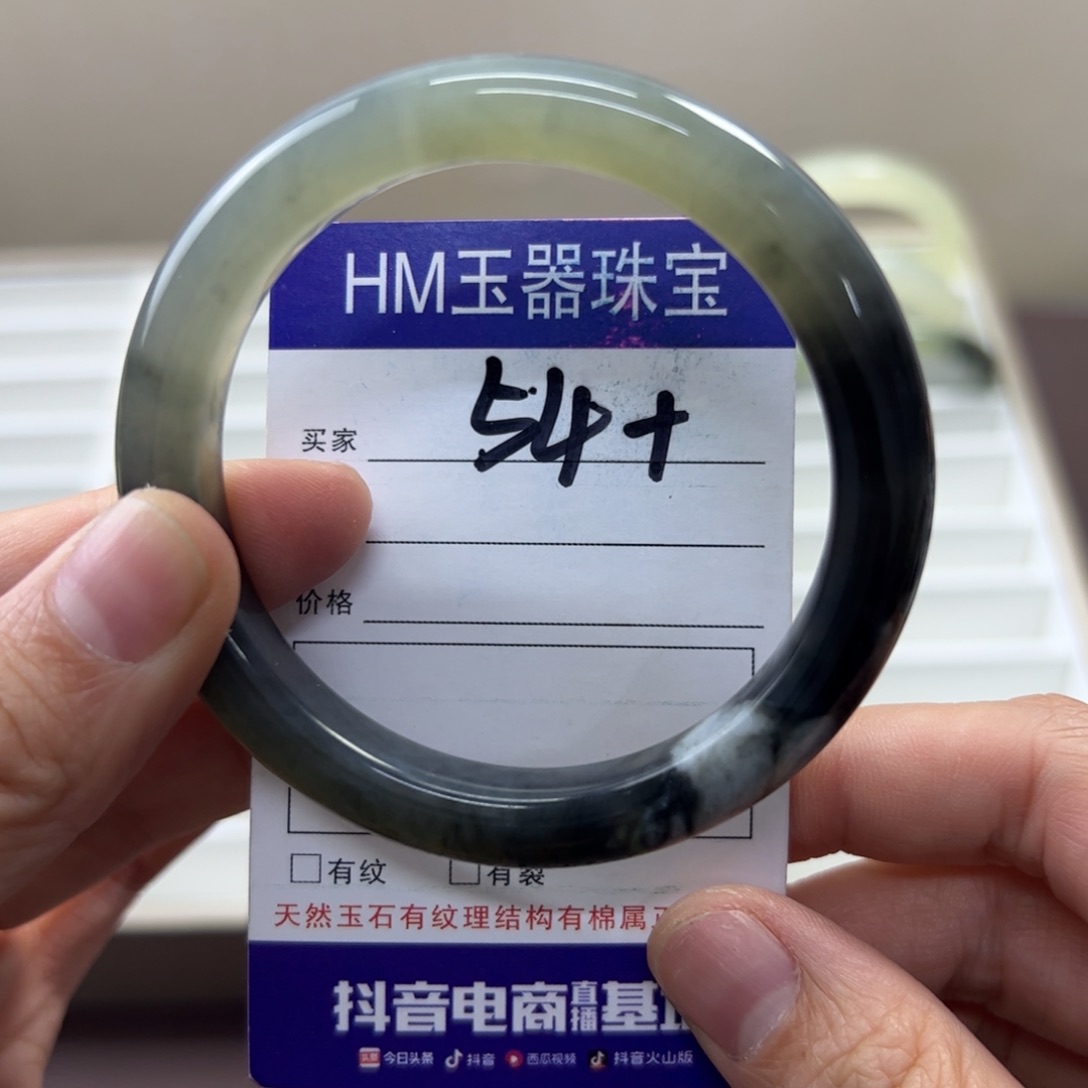 HM玉器珠宝
买家 54+
价格
有纹 有裂
天然玉石有纹理结构有棉属
抖音电商直播基
今日头条 抖音 西瓜视频 抖音火山版